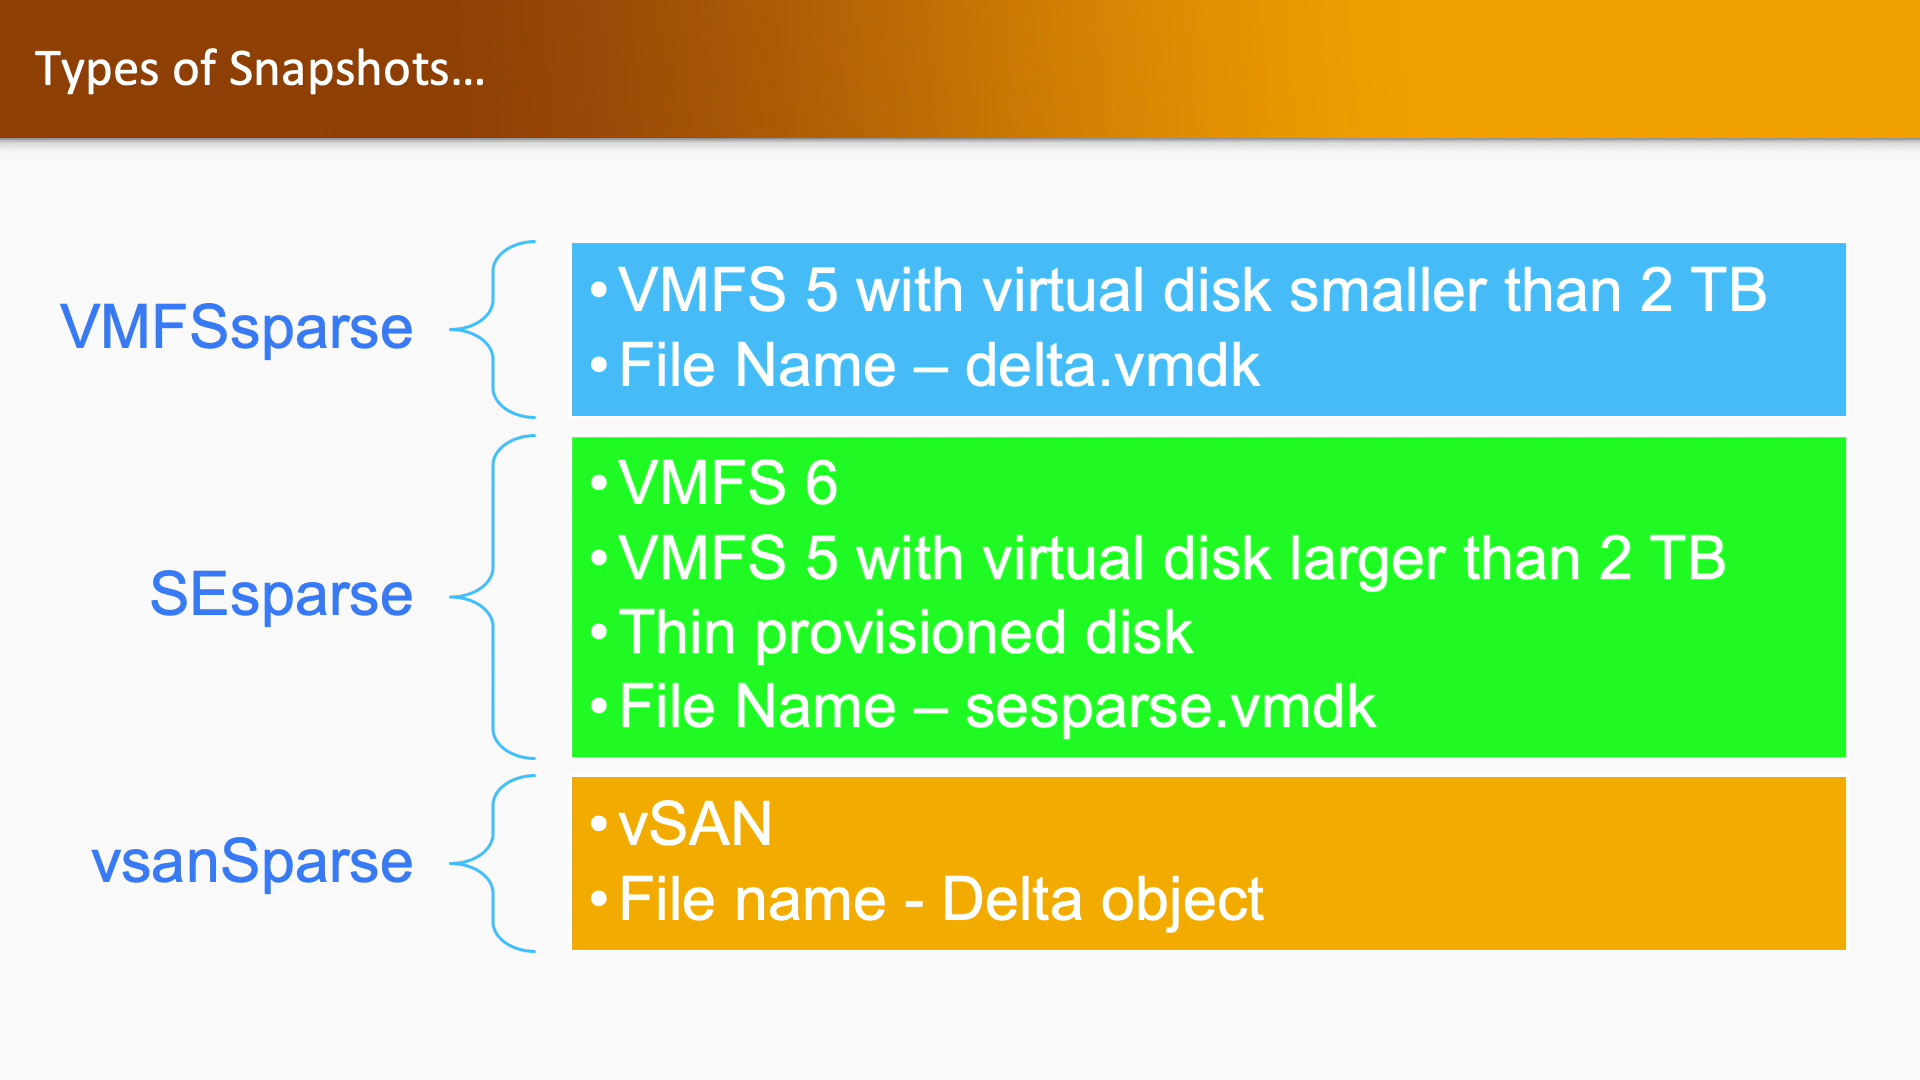 Types of Snapshots...
VMFSsparse
• VMFS 5 with virtual disk smaller than 2 TB
• File Name – delta.vmdk
SEsparse
• VMFS 6
• VMFS 5 with virtual disk larger than 2 TB
• Thin provisioned disk
• File Name – sesparse.vmdk
vsanSparse
• vSAN
• File name - Delta object